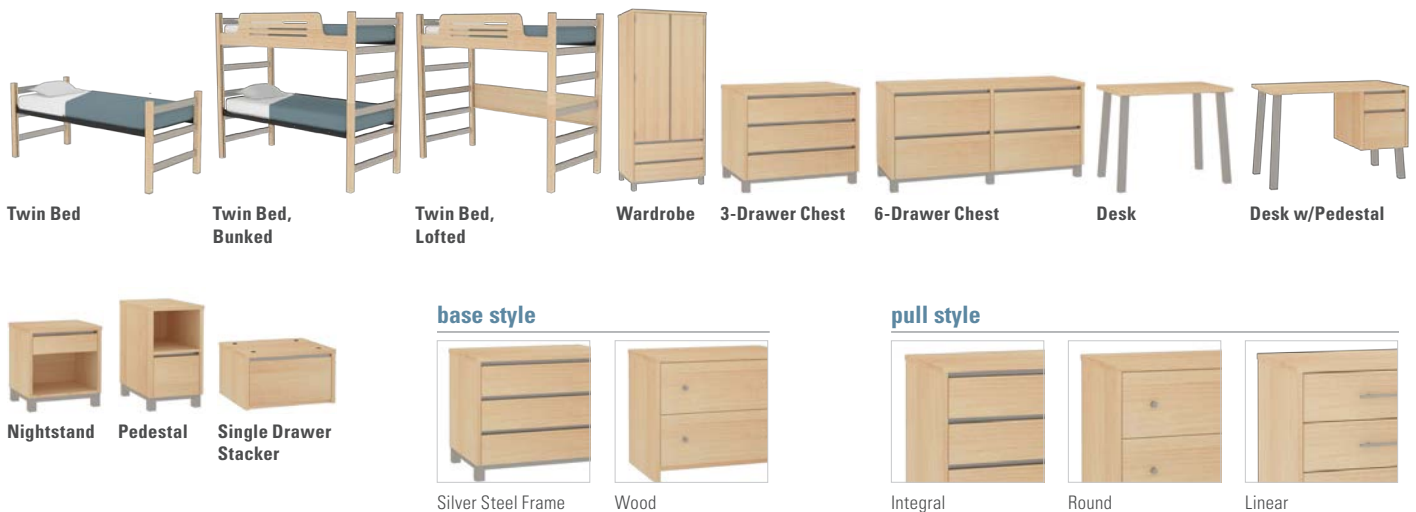 Twin Bed
Twin Bed,
Bunked
Twin Bed,
Lofted
Wardrobe
3-Drawer Chest
6-Drawer Chest
Desk
Desk w/Pedestal
Nightstand
Pedestal
Single Drawer
Stacker
base style
Silver Steel Frame
Wood
pull style
Integral
Round
Linear